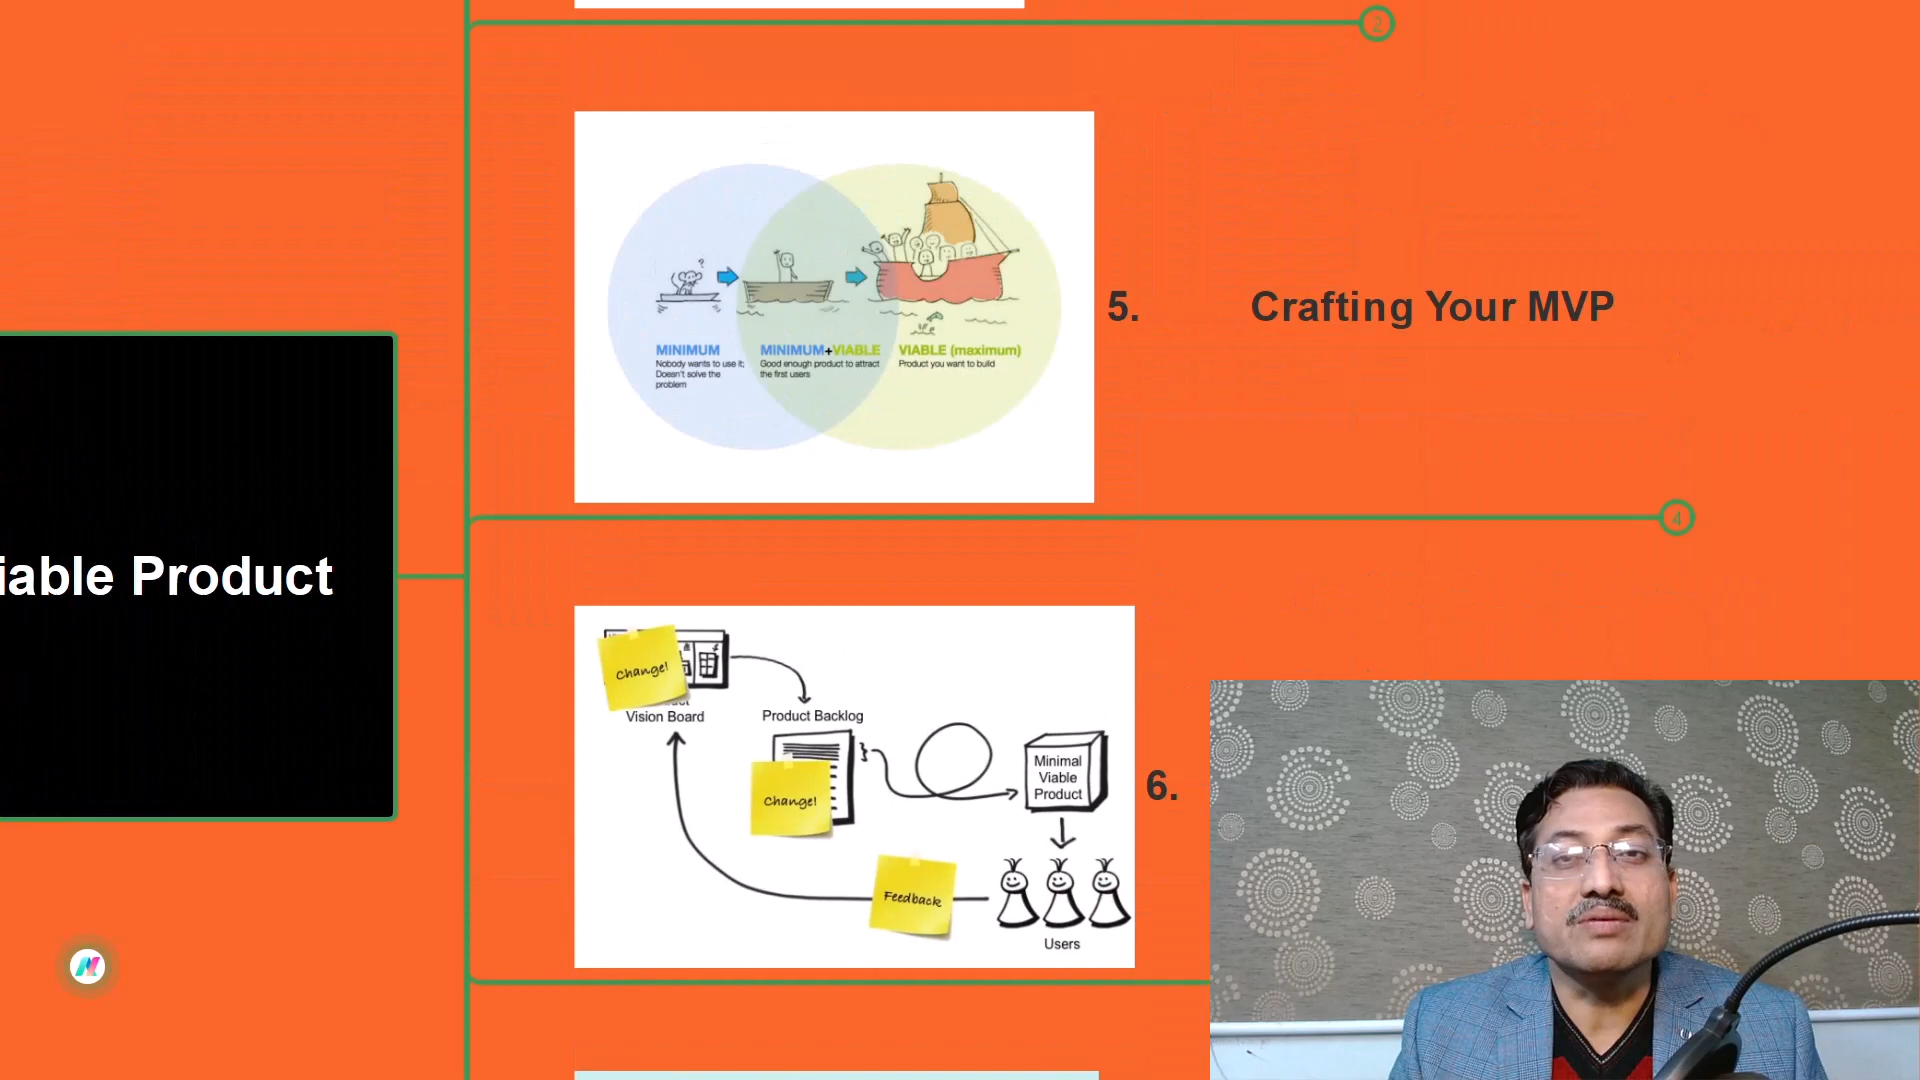 2
?
MINIMUM
Nobody wants to use it;
Doesn't solve the
problem
MINIMUM+VIABLE
Good enough product to attract
the first users
VIABLE (maximum)
Product you want to build
5. Crafting Your MVP
4
iable Product
Change!
Vision Board
Product Backlog
Change!
Minimal
Viable
Product
6.
Feedback
Users